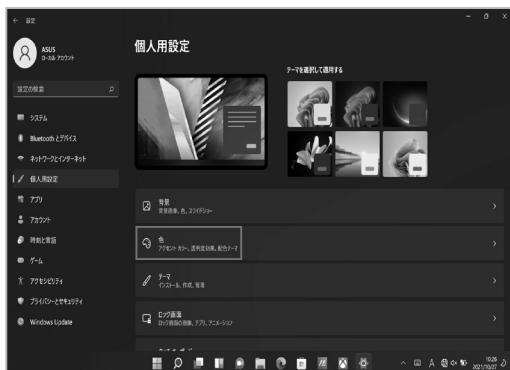 設定
ASUS
ローカル アカウント
設定の検索
システム
Bluetooth とデバイス
ネットワークとインターネット
個人用設定
アプリ
アカウント
時刻と言語
ゲーム
アクセシビリティ
プライバシーとセキュリティ
Windows Update
個人用設定
テーマを選択して適用する
背景
背景画像、色、スライドショー
色
アクセント カラー、透明度効果、配色テーマ
テーマ
インストール、作成、管理
ロック画面
ロック画面の画像、アプリ、アニメーション
10:26
2021/10/27